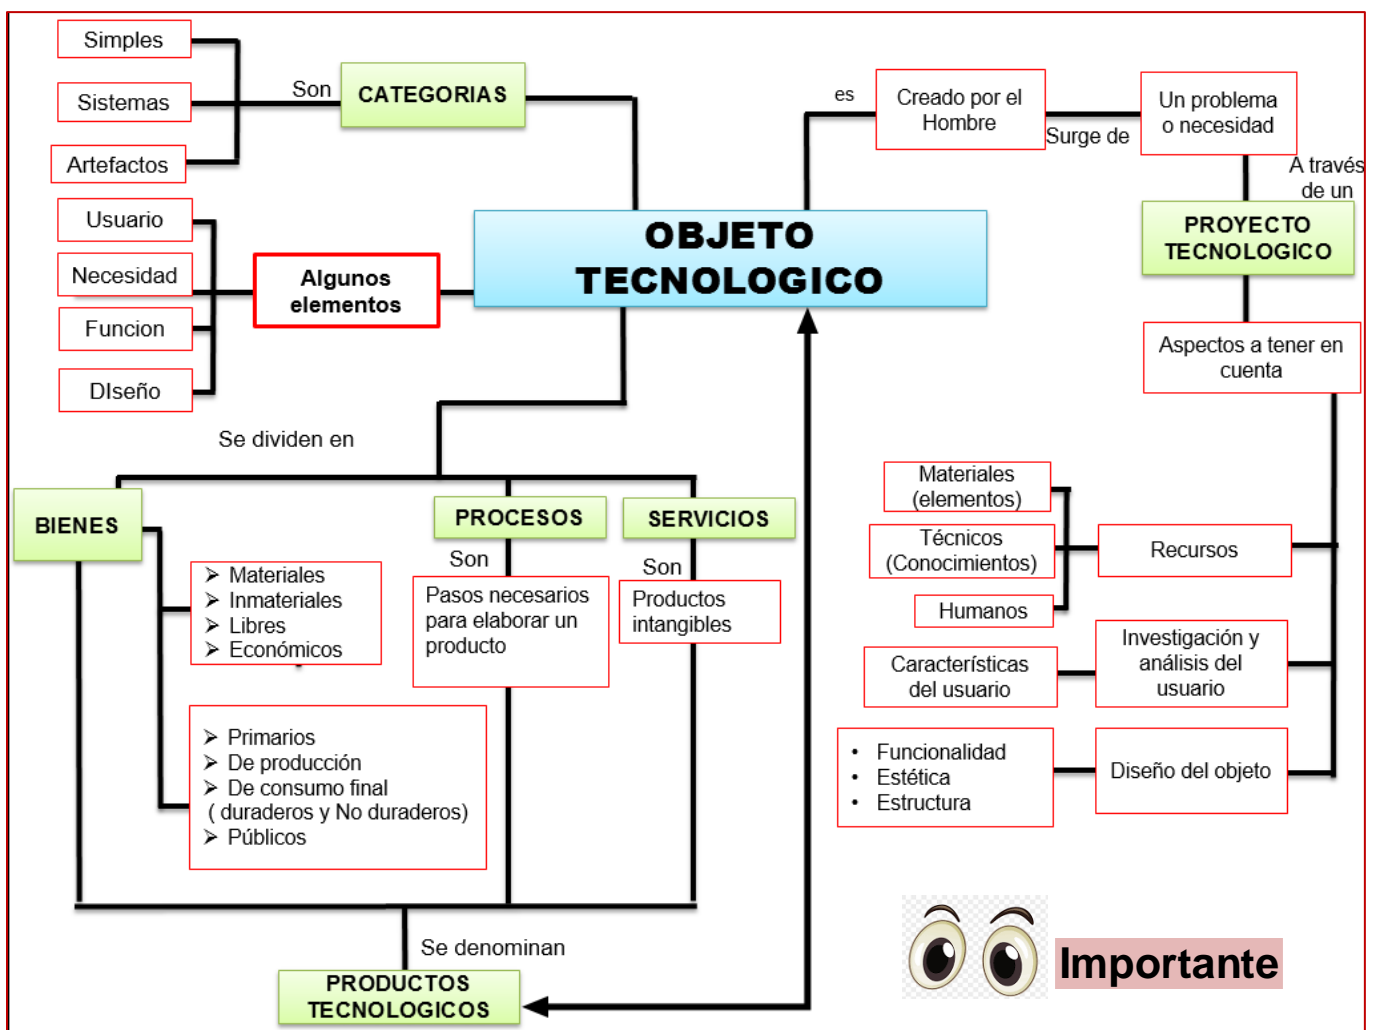 Simples
Sistemas
Artefactos
Son
CATEGORIAS
es
Creado por el
Hombre
Surge de
Un problema
o necesidad
A través
de un
PROYECTO
TECNOLOGICO
OBJETO
TECNOLOGICO
Usuario
Necesidad
Funcion
DIseño
Algunos
elementos
Aspectos a tener en
cuenta
Se dividen en
BIENES
PROCESOS
SERVICIOS
Son
Son
➢ Materiales
➢ Inmateriales
➢ Libres
➢ Económicos
Pasos necesarios
para elaborar un
producto
Productos
intangibles
➢ Primarios
➢ De producción
➢ De consumo final
( duraderos y No duraderos)
➢ Públicos
Materiales
(elementos)
Técnicos
(Conocimientos)
Humanos
Recursos
Características
del usuario
Investigación y
análisis del
usuario
• Funcionalidad
• Estética
• Estructura
Diseño del objeto
Se denominan
PRODUCTOS
TECNOLOGICOS
Importante